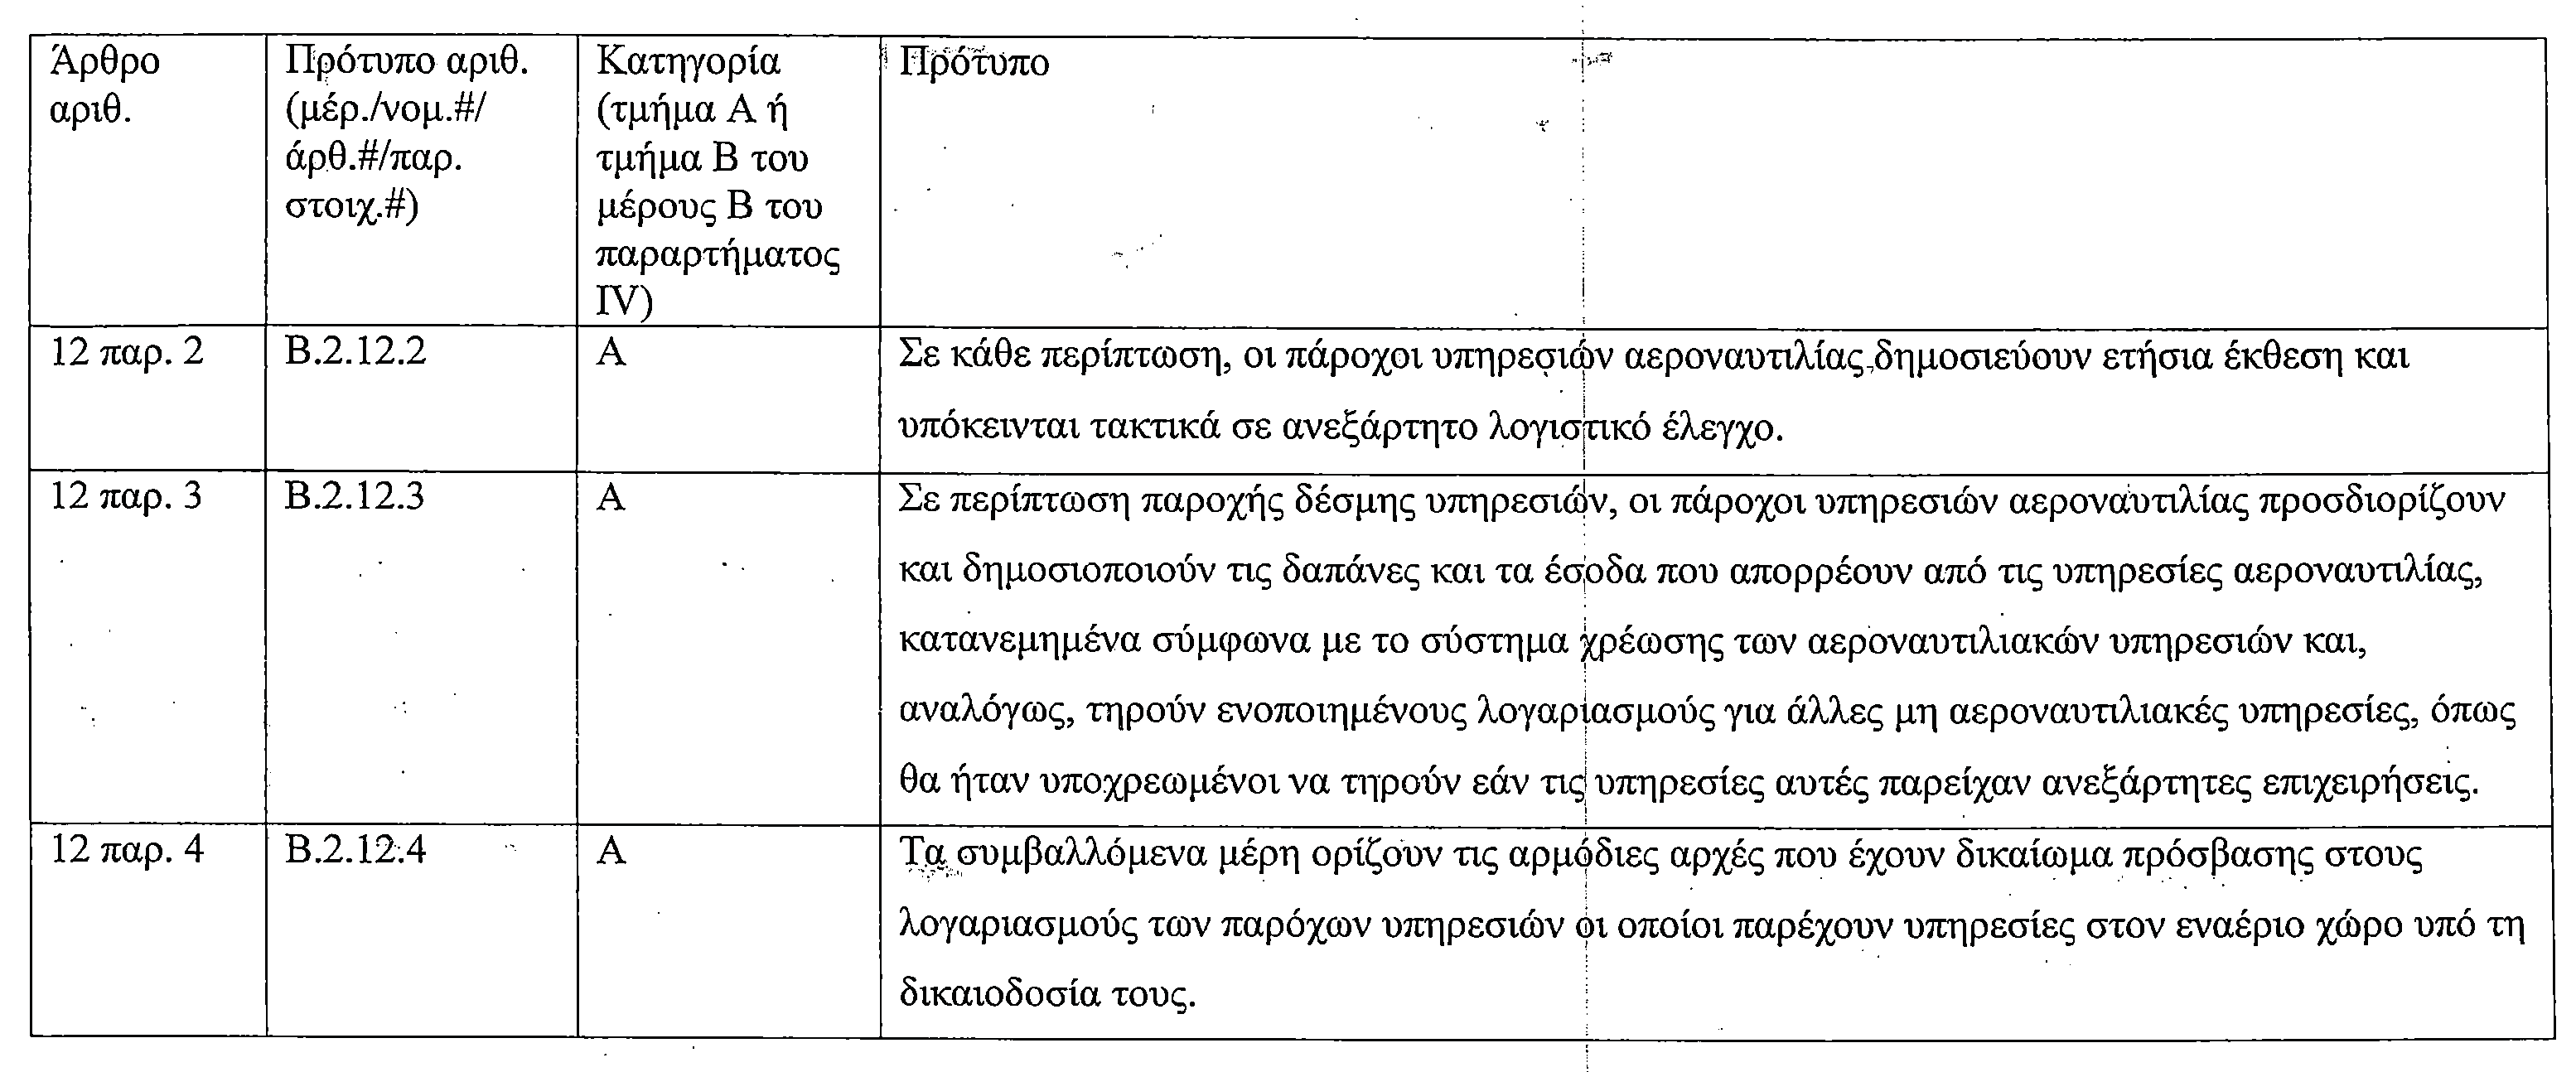 Άρθρο
αριθ.
Πρότυπο αριθ.
(μέρ./νομ.#/
άρθ.#/παρ.
στοιχ.#)
Κατηγορία
(τμήμα Α ή
τμήμα Β του
μέρους Β του
παραρτήματος
IV)
Πρότυπο
12 παρ. 2
Β.2.12.2
Α
Σε κάθε περίπτωση, οι πάροχοι υπηρεσιών αεροναυτιλίας δημοσιεύουν ετήσια έκθεση και
υπόκεινται τακτικά σε ανεξάρτητο λογιστικό έλεγχο.
12 παρ. 3
Β.2.12.3
Α
Σε περίπτωση παροχής δέσμης υπηρεσιών, οι πάροχοι υπηρεσιών αεροναυτιλίας προσδιορίζουν
και δημοσιοποιούν τις δαπάνες και τα έσοδα που απορρέουν από τις υπηρεσίες αεροναυτιλίας,
κατανεμημένα σύμφωνα με το σύστημα χρέωσης των αεροναυτιλιακών υπηρεσιών και,
αναλόγως, τηρούν ενοποιημένους λογαριασμούς για άλλες μη αεροναυτιλιακές υπηρεσίες, όπως
θα ήταν υποχρεωμένοι να τηρούν εάν τις υπηρεσίες αυτές παρείχαν ανεξάρτητες επιχειρήσεις.
12 παρ. 4
Β.2.12.4
Α
Τα συμβαλλόμενα μέρη ορίζουν τις αρμόδιες αρχές που έχουν δικαίωμα πρόσβασης στους
λογαριασμούς των παρόχων υπηρεσιών οι οποίοι παρέχουν υπηρεσίες στον εναέριο χώρο υπό τη
δικαιοδοσία τους.